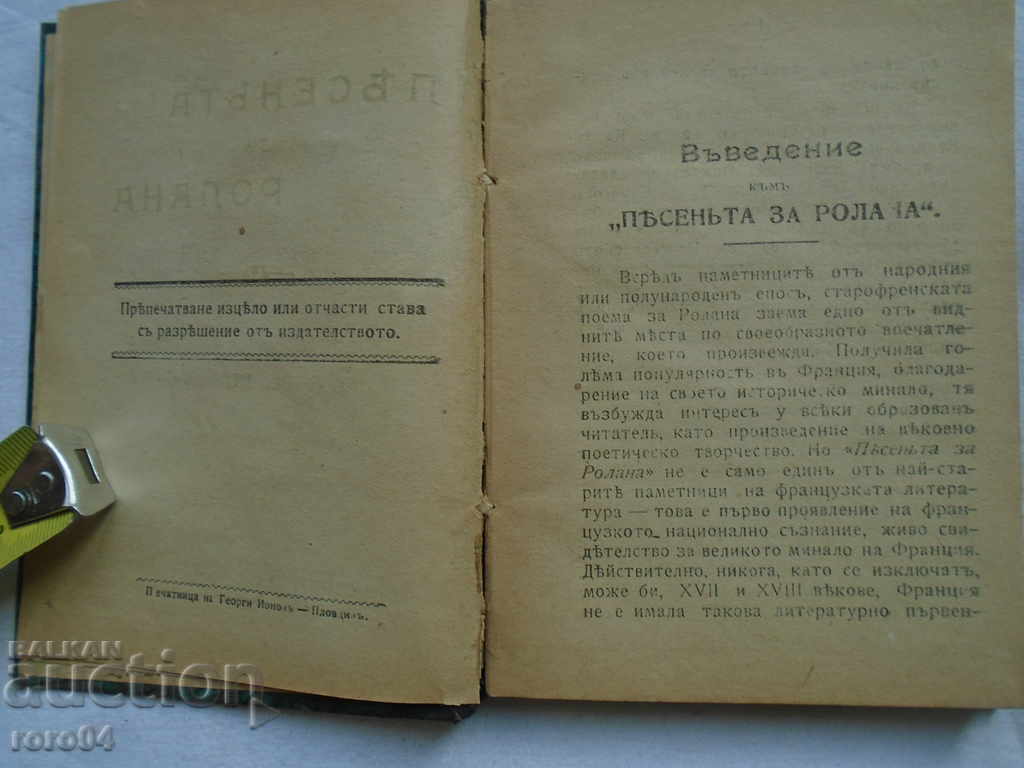 Прѣпечатване изцѣло или отчасти става
съ разрѣшение отъ издателството.
Печатница на Георги Ионовъ — Пловдивъ.
Въведение
къмъ
„ПѢСЕНЬТА ЗА РОЛАНА“.
Всрѣдъ паметницитѣ отъ народния
или полународенъ епосъ, старофренската
поема за Ролана заема едно отъ вид-
нитѣ мѣста по своеобразното впечатле-
ние, което произвежда. Получила го-
лѣма популярность въ Франция, благода-
рение на своето историческо минало, тя
възбужда интересъ у всѣки образованъ
читатель, като произведение на вѣковно
поетическо творчество. Но «Пѣсеньта за
Ролана» не е само единъ отъ най-ста-
ритѣ паметници на французката литера-
тура — това е първо проявление на фран-
цузкото национално съзнание, живо сви-
дѣтелство за великото минало на Франция.
Дѣйствително, никога, като се изключатъ,
може би, XVII и XVIII вѣкове, Франция
не е имала такова литературно първен-
BALKAN
auction
roro04